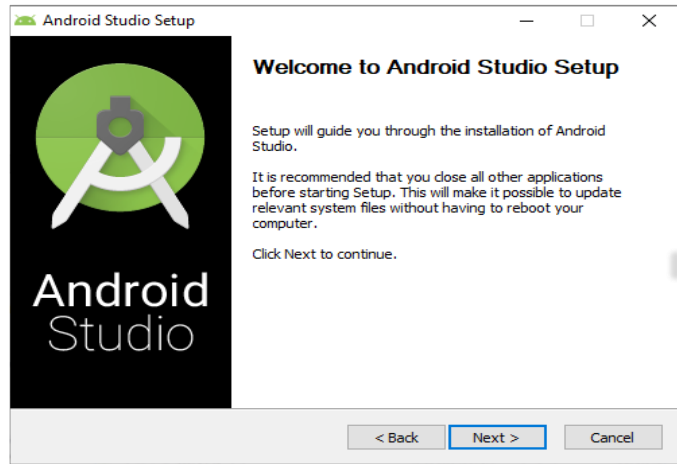 Android Studio Setup
Welcome to Android Studio Setup
Setup will guide you through the installation of Android
Studio.
It is recommended that you close all other applications
before starting Setup. This will make it possible to update
relevant system files without having to reboot your
computer.
Click Next to continue.
Android
Studio
< Back Next > Cancel